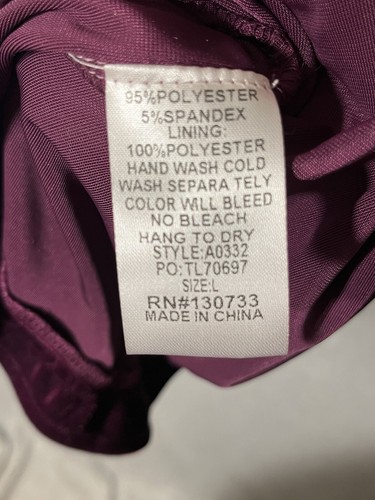 95%POLYESTER
5%SPANDEX
LINING:
100%POLYESTER
HAND WASH COLD
WASH SEPARA TELY
COLOR WILL BLEED
NO BLEACH
HANG TO DRY
STYLE:A0332
PO:TL70697
SIZE:L
RN#130733
MADE IN CHINA